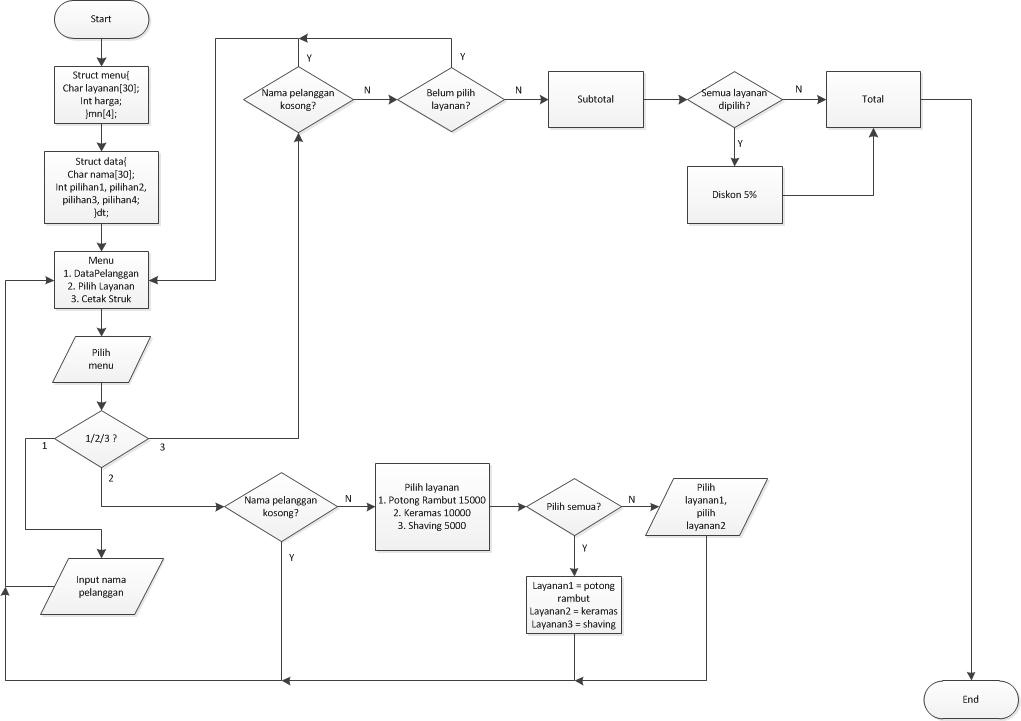 Start
Struct menu{
Char layanan[30];
Int harga;
}mn[4];
Struct data{
Char nama[30];
Int pilihan1, pilihan2,
pilihan3, pilihan4;
}dt;
Menu
1. DataPelanggan
2. Pilih Layanan
3. Cetak Struk
Pilih
menu
1/2/3 ?
1
2
3
Input nama
pelanggan
Nama pelanggan
kosong?
Y
N
Belum pilih
layanan?
Y
N
Subtotal
Semua layanan
dipilih?
N
Y
Total
Diskon 5%
Nama pelanggan
kosong?
N
Y
Pilih layanan
1. Potong Rambut 15000
2. Keramas 10000
3. Shaving 5000
Pilih semua?
N
Y
Pilih
layanan1,
pilih
layanan2
Layanan1 = potong
rambut
Layanan2 = keramas
Layanan3 = shaving
End